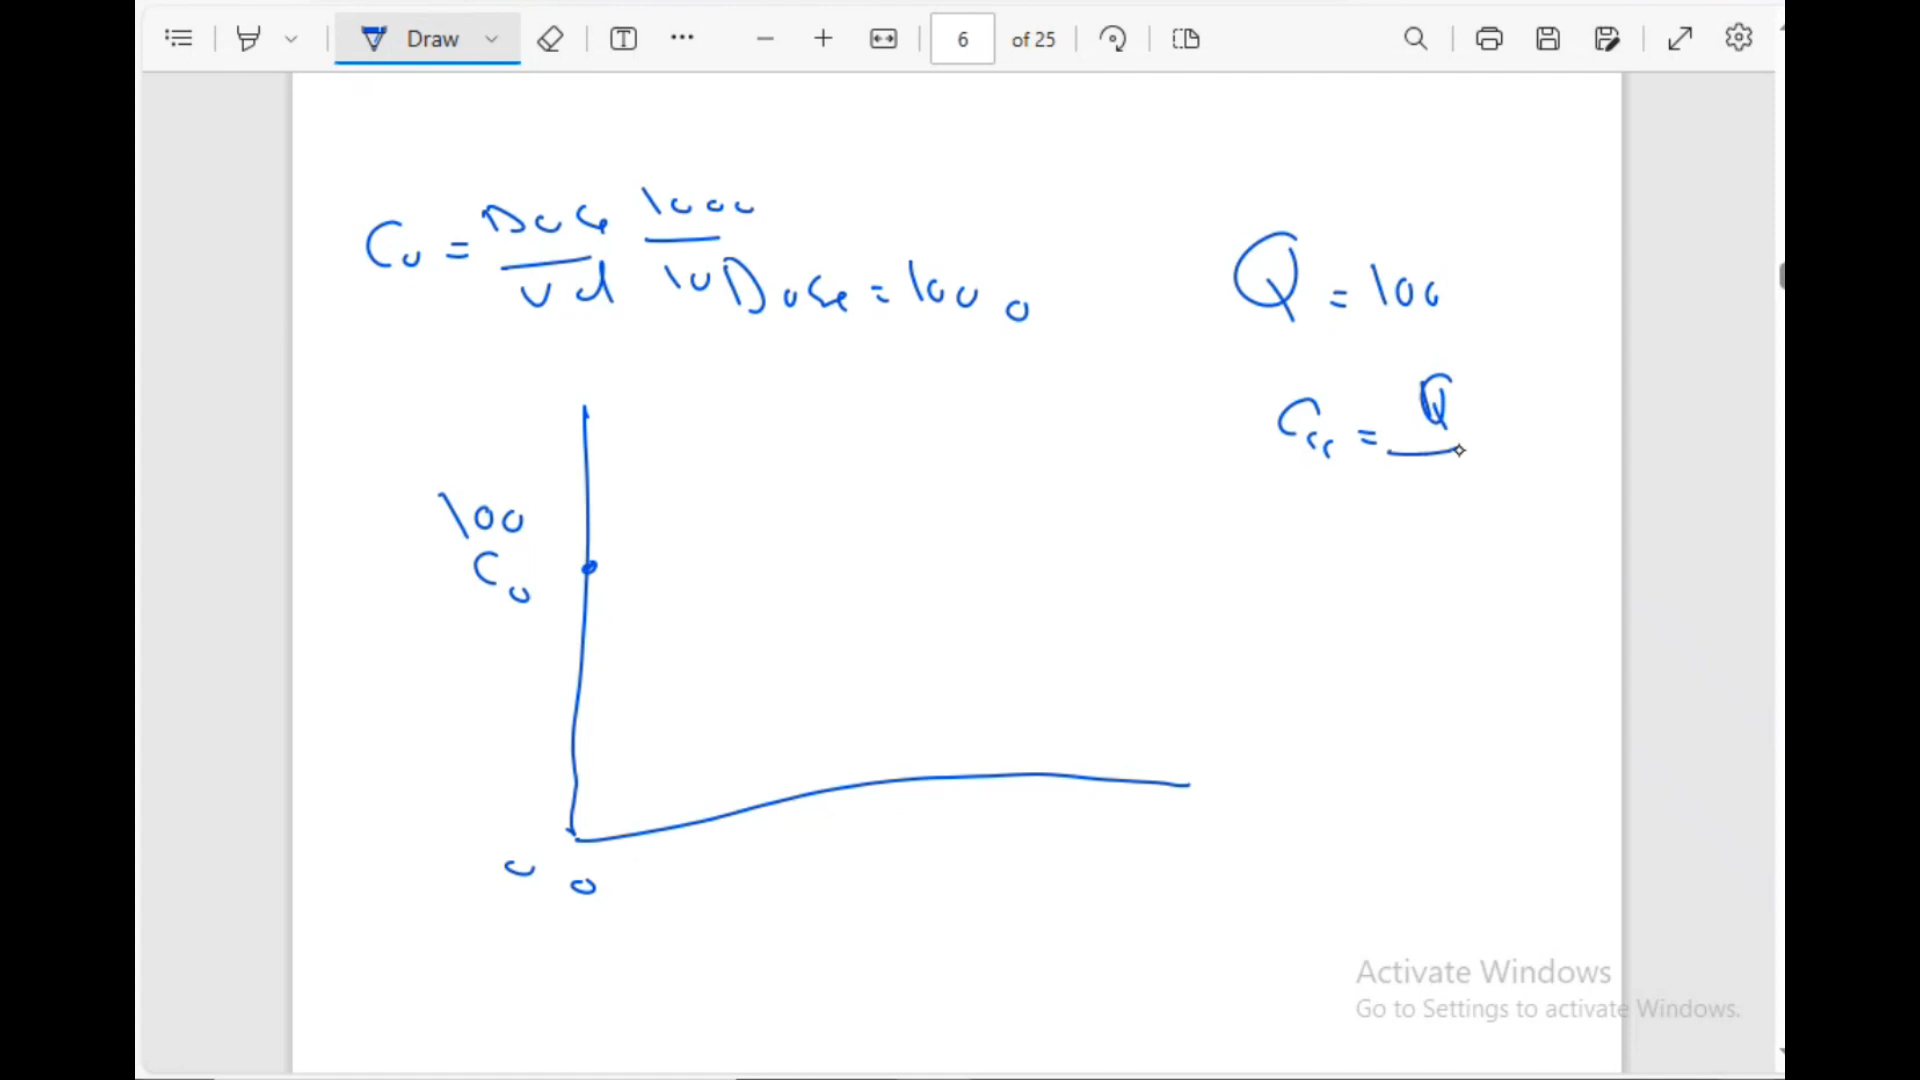 Draw 6 of 25
C0 = Dose / Vd 1000 / 10
Dose = 1000
Q = 100
Css = Q
100
C0
0 0
Activate Windows
Go to Settings to activate Windows.